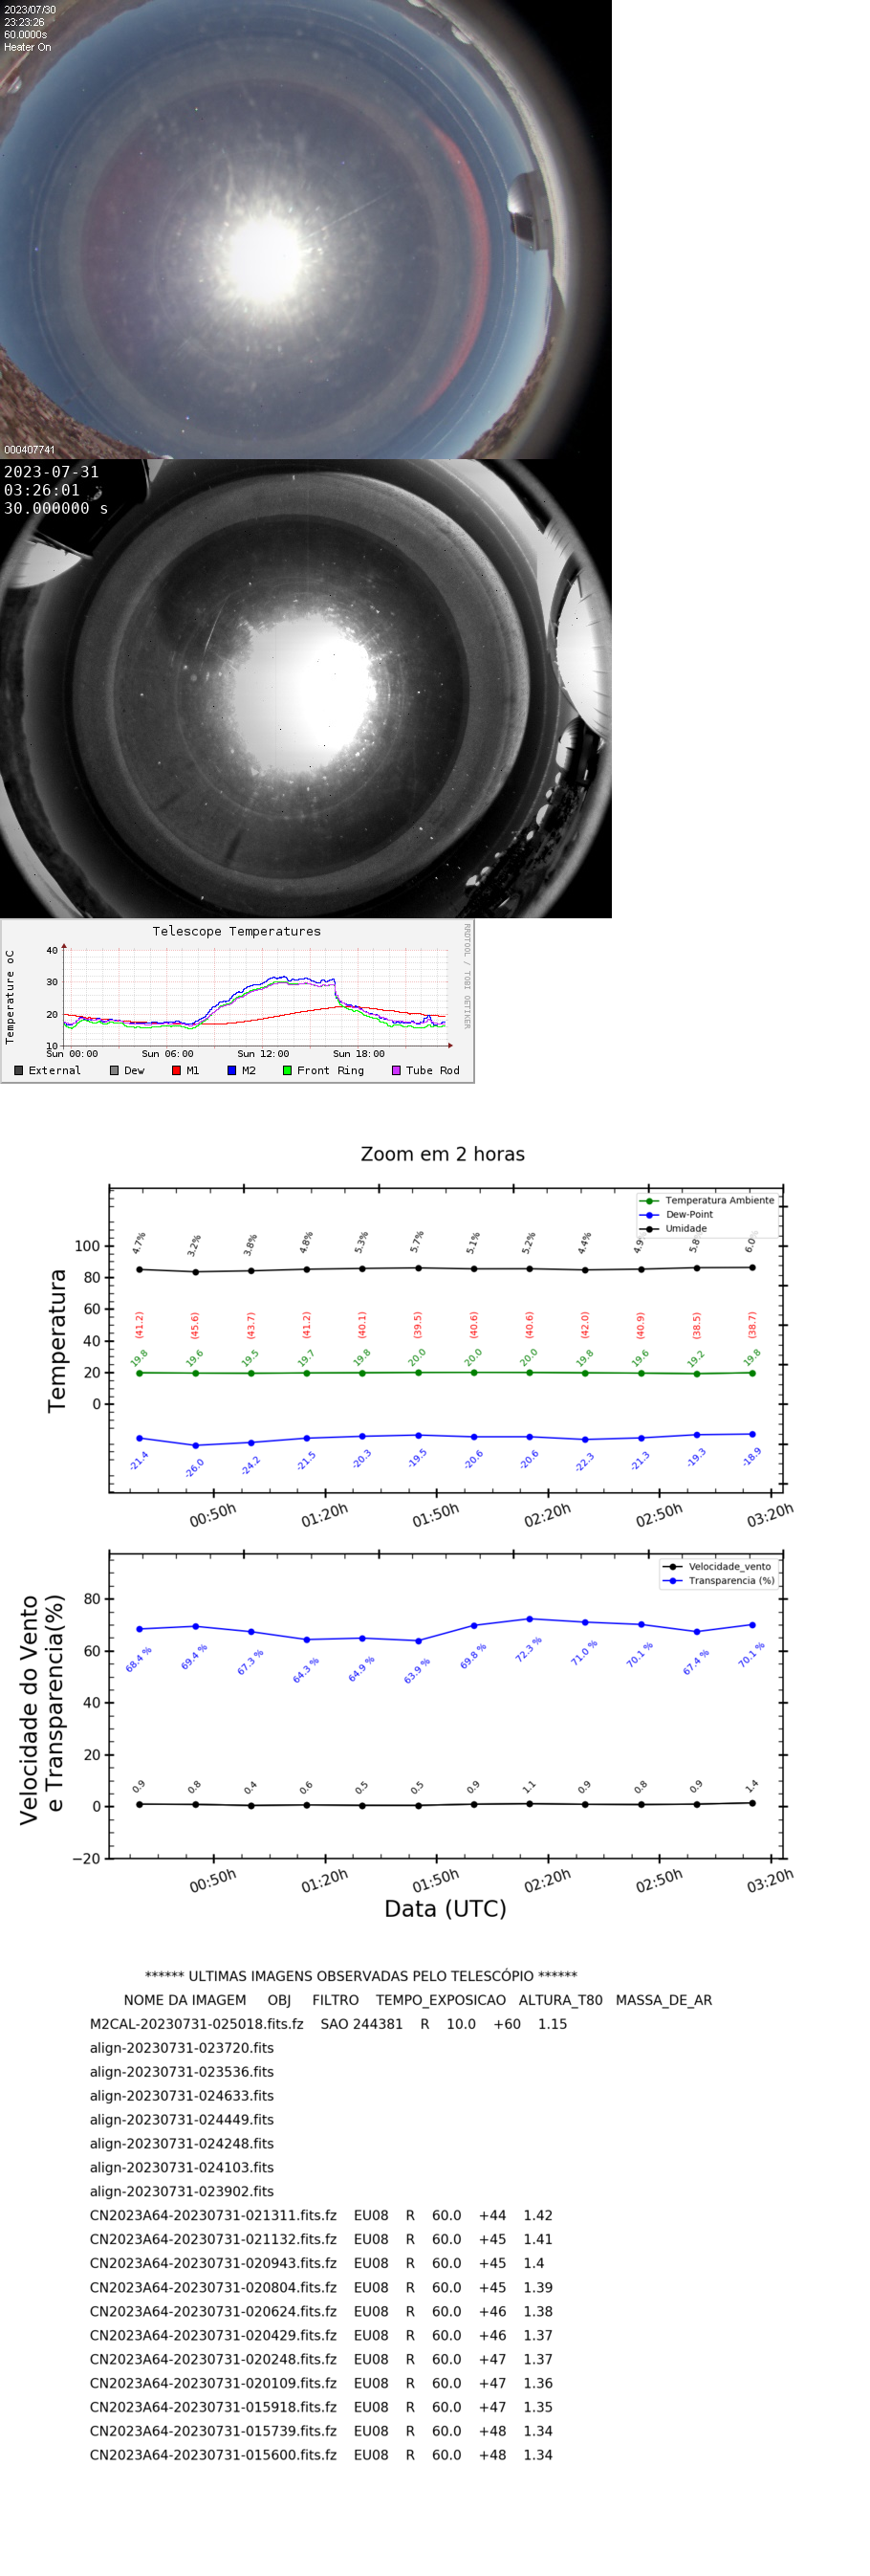 2023/07/30
23:23:26
60.0000s
Heater On
000407741
2023-07-31
03:26:01
30.000000 s
Telescope Temperatures
RRDTOOL / TOBI OETIKER
Temperature oC
40
30
20
10
Sun 00:00 Sun 06:00 Sun 12:00 Sun 18:00
External Dew M1 M2 Front Ring Tube Rod
Zoom em 2 horas
Temperatura Ambiente
Dew-Point
Umidade
Temperatura
100
80
60
40
20
0
4.7% 3.2% 3.8% 4.8% 5.3% 5.7% 5.1% 5.2% 4.4% 4.9% 5.8% 6.0%
(41.2) (45.6) (43.7) (41.2) (40.1) (39.5) (40.6) (40.6) (42.0) (40.9) (38.5) (38.7)
19.8 19.6 19.5 19.7 19.8 20.0 20.0 20.0 19.8 19.6 19.2 19.8
-21.4 -26.0 -24.2 -21.5 -20.3 -19.5 -20.6 -20.6 -22.3 -21.3 -19.3 -18.9
00:50h 01:20h 01:50h 02:20h 02:50h 03:20h
Velocidade_vento
Transparencia (%)
Velocidade do Vento
e Transparencia(%)
80
60
40
20
0
−20
68.4 % 69.4 % 67.3 % 64.3 % 64.9 % 63.9 % 69.8 % 72.3 % 71.0 % 70.1 % 67.4 % 70.1 %
0.9 0.8 0.4 0.6 0.5 0.5 0.9 1.1 0.9 0.8 0.9 1.4
00:50h 01:20h 01:50h 02:20h 02:50h 03:20h
Data (UTC)
****** ULTIMAS IMAGENS OBSERVADAS PELO TELESCÓPIO ******
NOME DA IMAGEM OBJ FILTRO TEMPO_EXPOSICAO ALTURA_T80 MASSA_DE_AR
M2CAL-20230731-025018.fits.fz SAO 244381 R 10.0 +60 1.15
align-20230731-023720.fits
align-20230731-023536.fits
align-20230731-024633.fits
align-20230731-024449.fits
align-20230731-024248.fits
align-20230731-024103.fits
align-20230731-023902.fits
CN2023A64-20230731-021311.fits.fz EU08 R 60.0 +44 1.42
CN2023A64-20230731-021132.fits.fz EU08 R 60.0 +45 1.41
CN2023A64-20230731-020943.fits.fz EU08 R 60.0 +45 1.4
CN2023A64-20230731-020804.fits.fz EU08 R 60.0 +45 1.39
CN2023A64-20230731-020624.fits.fz EU08 R 60.0 +46 1.38
CN2023A64-20230731-020429.fits.fz EU08 R 60.0 +46 1.37
CN2023A64-20230731-020248.fits.fz EU08 R 60.0 +47 1.37
CN2023A64-20230731-020109.fits.fz EU08 R 60.0 +47 1.36
CN2023A64-20230731-015918.fits.fz EU08 R 60.0 +47 1.35
CN2023A64-20230731-015739.fits.fz EU08 R 60.0 +48 1.34
CN2023A64-20230731-015600.fits.fz EU08 R 60.0 +48 1.34